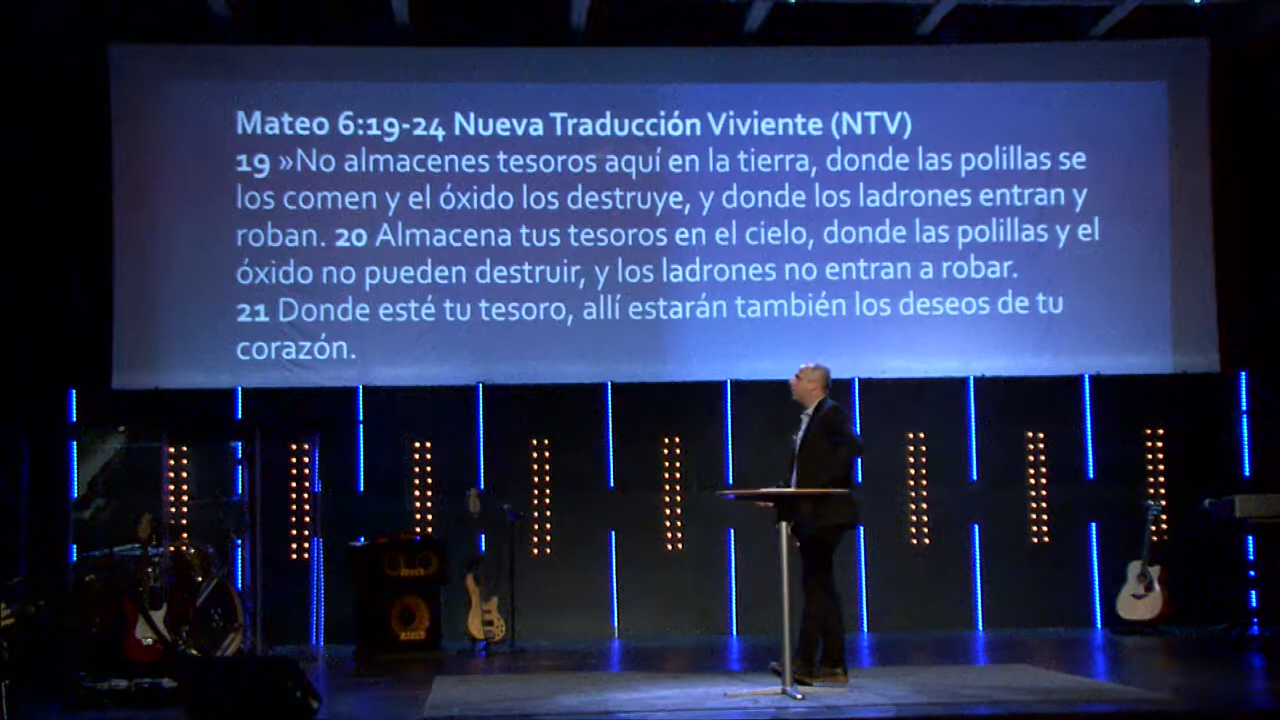 Mateo 6:19-24 Nueva Traducción Viviente (NTV)
19 »No almacenes tesoros aquí en la tierra, donde las polillas se
los comen y el óxido los destruye, y donde los ladrones entran y
roban. 20 Almacena tus tesoros en el cielo, donde las polillas y el
óxido no pueden destruir, y los ladrones no entran a robar.
21 Donde esté tu tesoro, allí estarán también los deseos de tu
corazón.